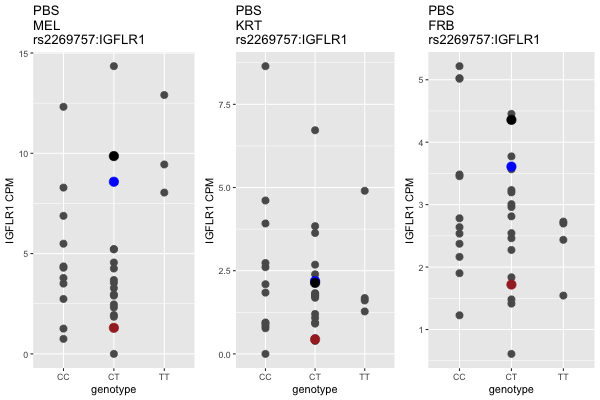 PBS
MEL
rs2269757:IGFLR1
15
10
5
0
IGFLR1 CPM
CC
CT
TT
genotype
PBS
KRT
rs2269757:IGFLR1
7.5
5.0
2.5
0.0
IGFLR1 CPM
CC
CT
TT
genotype
PBS
FRB
rs2269757:IGFLR1
5
4
3
2
1
IGFLR1 CPM
CC
CT
TT
genotype